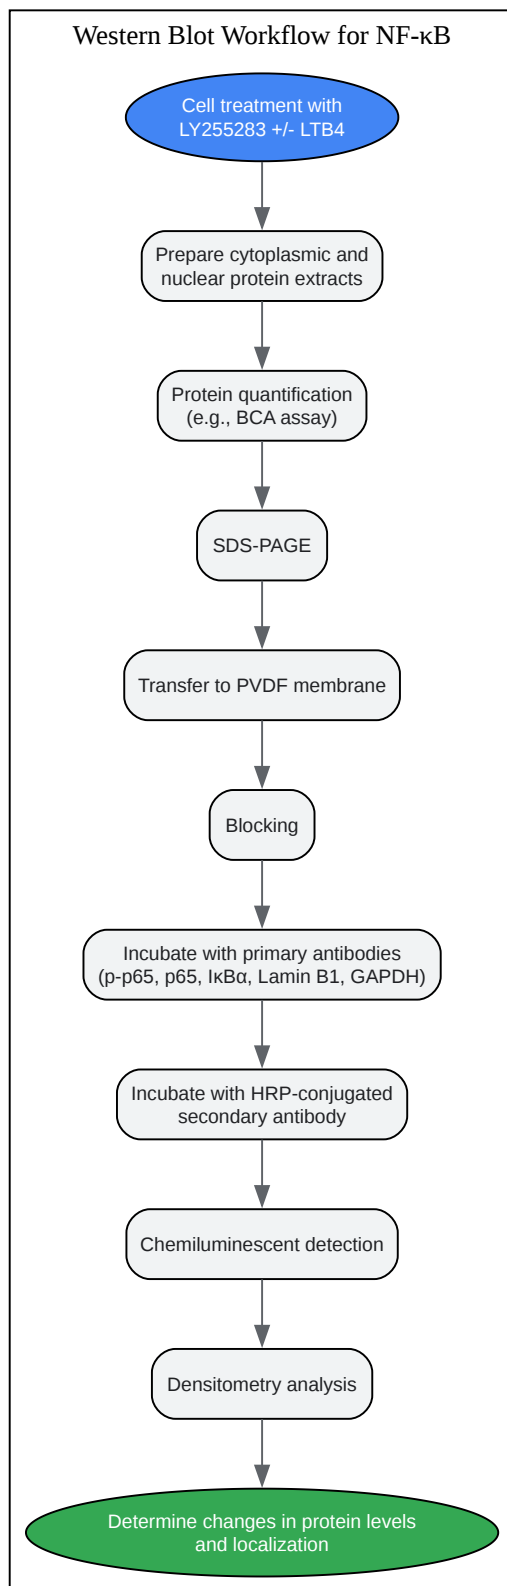 Western Blot Workflow for NF-κB
Cell treatment with
LY255283 +/- LTB4
Prepare cytoplasmic and
nuclear protein extracts
Protein quantification
(e.g., BCA assay)
SDS-PAGE
Transfer to PVDF membrane
Blocking
Incubate with primary antibodies
(p-p65, p65, IκBα, Lamin B1, GAPDH)
Incubate with HRP-conjugated
secondary antibody
Chemiluminescent detection
Densitometry analysis
Determine changes in protein levels
and localization